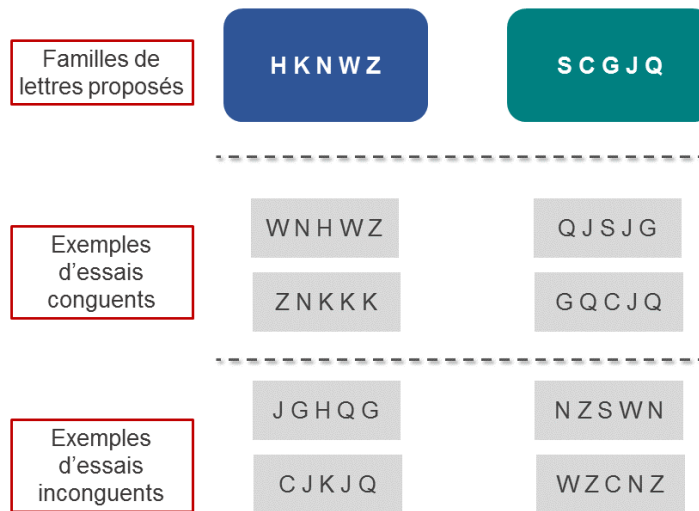 Familles de
lettres proposés
H K N W Z
S C G J Q
Exemples
d'essais
conguents
W N H W Z
Q J S J G
Z N K K K
G Q C J Q
Exemples
d'essais
inconguents
J G H Q G
N Z S W N
C J K J Q
W Z C N Z